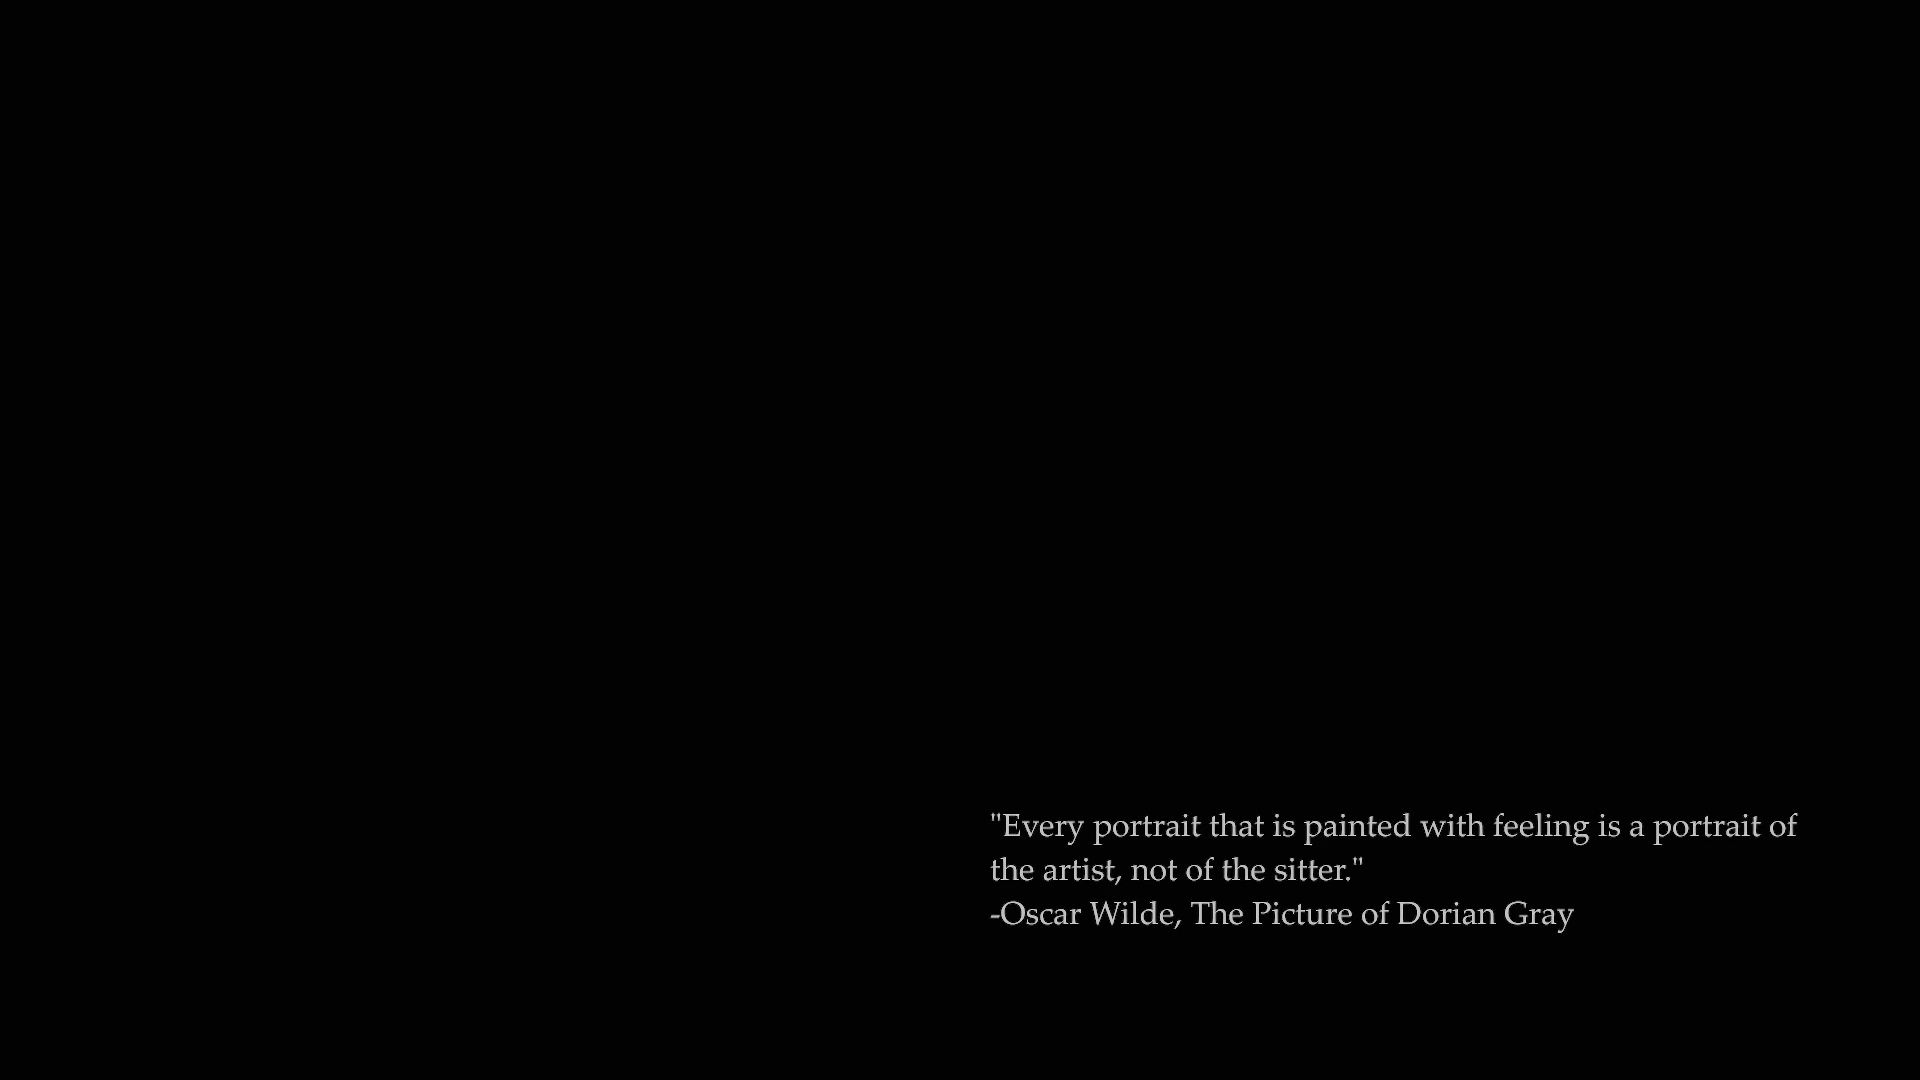 "Every portrait that is painted with feeling is a portrait of
the artist, not of the sitter."
-Oscar Wilde, The Picture of Dorian Gray